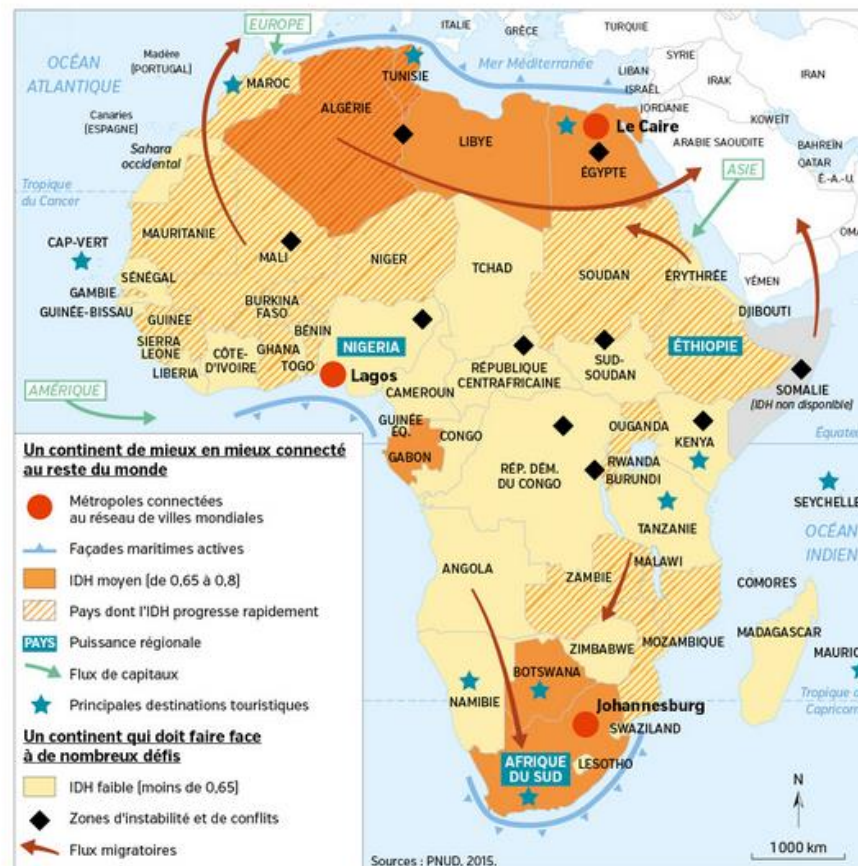 EUROPE
ITALIE
GRÈCE
TURQUIE
OCÉAN
ATLANTIQUE
Madère
(PORTUGAL)
Mer Méditerranée
SYRIE
LIBAN
IRAK
IRAN
ISRAËL
JORDANIE
KOWEÏT
TUNISIE
MAROC
ALGÉRIE
LIBYE
Le Caire
ÉGYPTE
Canaries
(ESPAGNE)
Sahara
occidental
ARABIE SAOUDITE
BAHREÏN
QATAR
É.-A.-U.
ASIE
Tropique
du Cancer
OMA
CAP-VERT
MAURITANIE
MALI
NIGER
TCHAD
SOUDAN
ÉRYTHRÉE
YÉMEN
SÉNÉGAL
GAMBIE
GUINÉE-BISSAU
GUINÉE
BURKINA
FASO
BÉNIN
DJIBOUTI
SIERRA
LEONE
LIBERIA
CÔTE-
D'IVOIRE
GHANA
TOGO
NIGERIA
Lagos
ÉTHIOPIE
RÉPUBLIQUE
CENTRAFRICAINE
SUD-
SOUDAN
SOMALIE
(IDH non disponible)
CAMEROUN
AMÉRIQUE
GUINÉE
ÉQ.
GABON
CONGO
RÉP. DÉM.
DU CONGO
OUGANDA
RWANDA
BURUNDI
KENYA
Équateu
SEYCHELLE
TANZANIE
OCÉAN
INDIEN
ANGOLA
ZAMBIE
MALAWI
COMORES
MADAGASCAR
MAURIC
ZIMBABWE
MOZAMBIQUE
BOTSWANA
NAMIBIE
Tropique d
Capricorn
Johannesburg
SWAZILAND
LESOTHO
AFRIQUE
DU SUD
Un continent de mieux en mieux connecté
au reste du monde
Métropoles connectées
au réseau de villes mondiales
Façades maritimes actives
IDH moyen (de 0,65 à 0,8)
Pays dont l'IDH progresse rapidement
PAYS Puissance régionale
Flux de capitaux
Principales destinations touristiques
Un continent qui doit faire face
à de nombreux défis
IDH faible (moins de 0,65)
Zones d'instabilité et de conflits
Flux migratoires
N
1 000 km
Sources : PNUD, 2015.